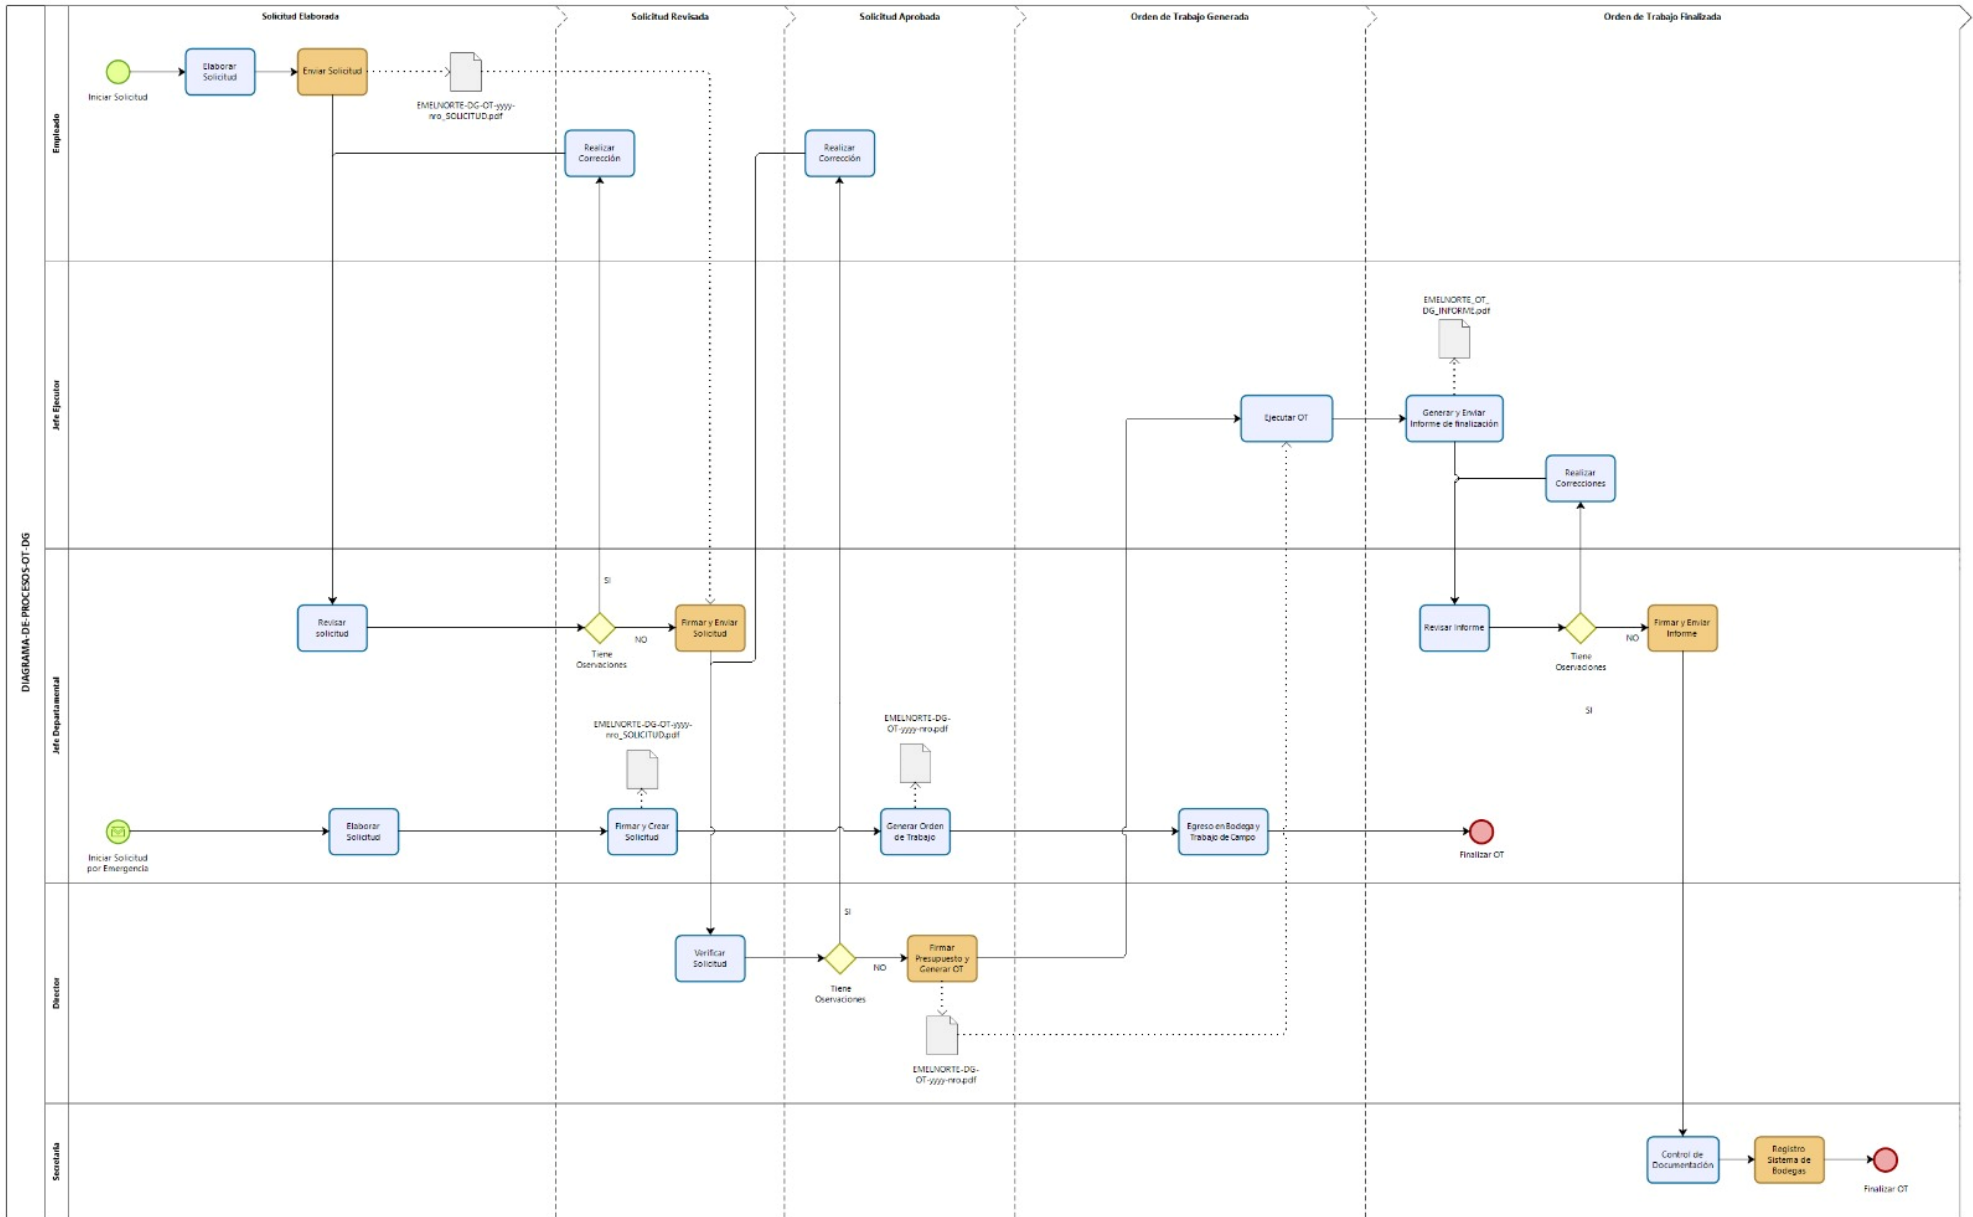 Solicitud Elaborada
Solicitud Revisada
Solicitud Aprobada
Orden de Trabajo Generada
Orden de Trabajo Finalizada
DIAGRAMA-DE-PROCESOS-OT-DG
Empleado
Iniciar Solicitud
Elaborar
Solicitud
Enviar Solicitud
EMELNORTE-DG-OT-yyyy-
nro_SOLICITUD.pdf
Realizar
Corrección
Realizar
Corrección
Jefe Ejecutor
EMELNORTE_OT_
DG_INFORME.pdf
Ejecutar OT
Generar y Enviar
Informe de finalización
Realizar
Correcciones
Jefe Departamental
Revisar
solicitud
SI
NO
Tiene
Oservaciones
Firmar y Enviar
Solicitud
Revisar Informe
NO
Tiene
Oservaciones
SI
Firmar y Enviar
Informe
EMELNORTE-DG-OT-yyyy-
nro_SOLICITUD.pdf
EMELNORTE-DG-
OT-yyyy-nro.pdf
Iniciar Solicitud
por Emergencia
Elaborar
Solicitud
Firmar y Crear
Solicitud
Generar Orden
de Trabajo
Egreso en Bodega y
Trabajo de Campo
Finalizar OT
Director
Verificar
Solicitud
SI
NO
Tiene
Oservaciones
Firmar
Presupuesto y
Generar OT
EMELNORTE-DG-
OT-yyyy-nro.pdf
Secretaria
Control de
Documentación
Registro
Sistema de
Bodegas
Finalizar OT